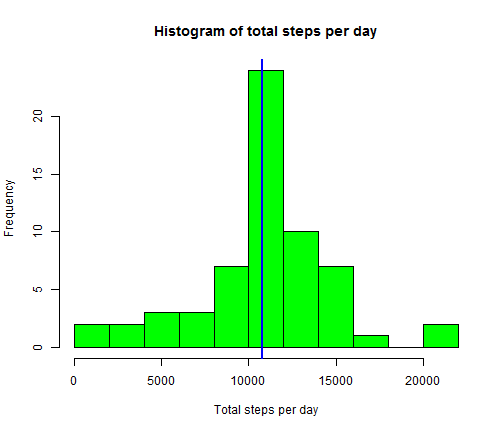 Histogram of total steps per day
Frequency
20
15
10
5
0
0 5000 10000 15000 20000
Total steps per day